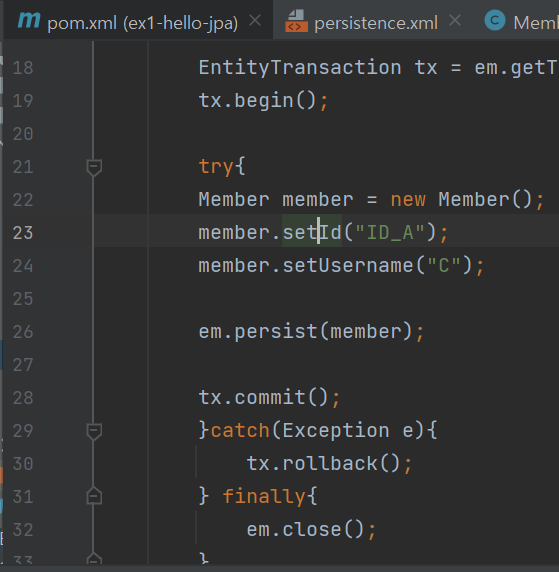 pom.xml (ex1-hello-jpa) persistence.xml Memb
18 EntityTransaction tx = em.getT
19 tx.begin();
20
21 try{
22 Member member = new Member();
23 member.setId("ID_A");
24 member.setUsername("C");
25
26 em.persist(member);
27
28 tx.commit();
29 }catch(Exception e){
30 tx.rollback();
31 } finally{
32 em.close();
33 }